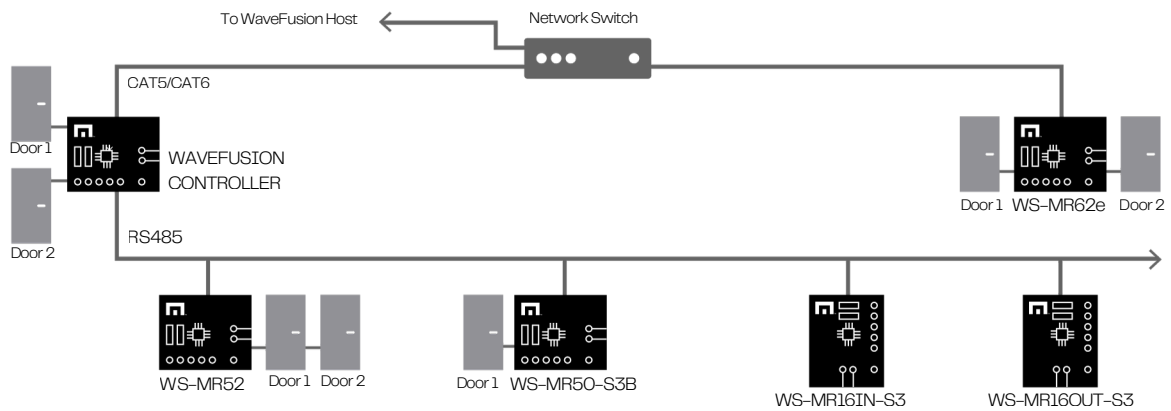 To WaveFusion Host
Network Switch
CAT5/CAT6
Door 1
WAVEFUSION
CONTROLLER
Door 2
RS485
Door 1
WS-MR62e
Door 2
WS-MR52
Door 1
Door 2
Door 1
WS-MR50-S3B
WS-MR16IN-S3
WS-MR16OUT-S3